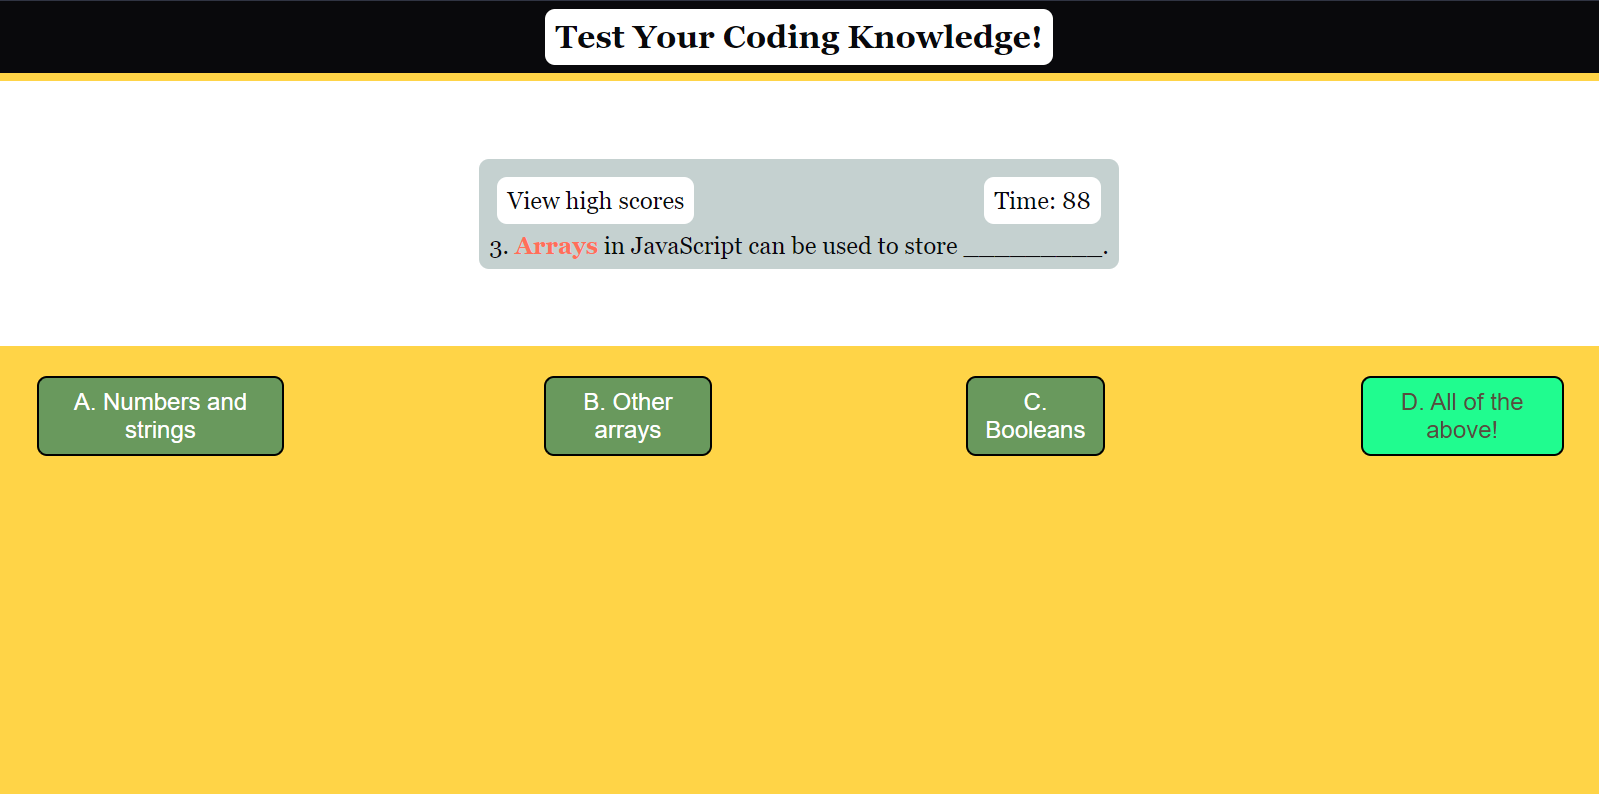 Test Your Coding Knowledge!
View high scores
Time: 88
3. Arrays in JavaScript can be used to store _________.
A. Numbers and
strings
B. Other
arrays
C.
Booleans
D. All of the
above!